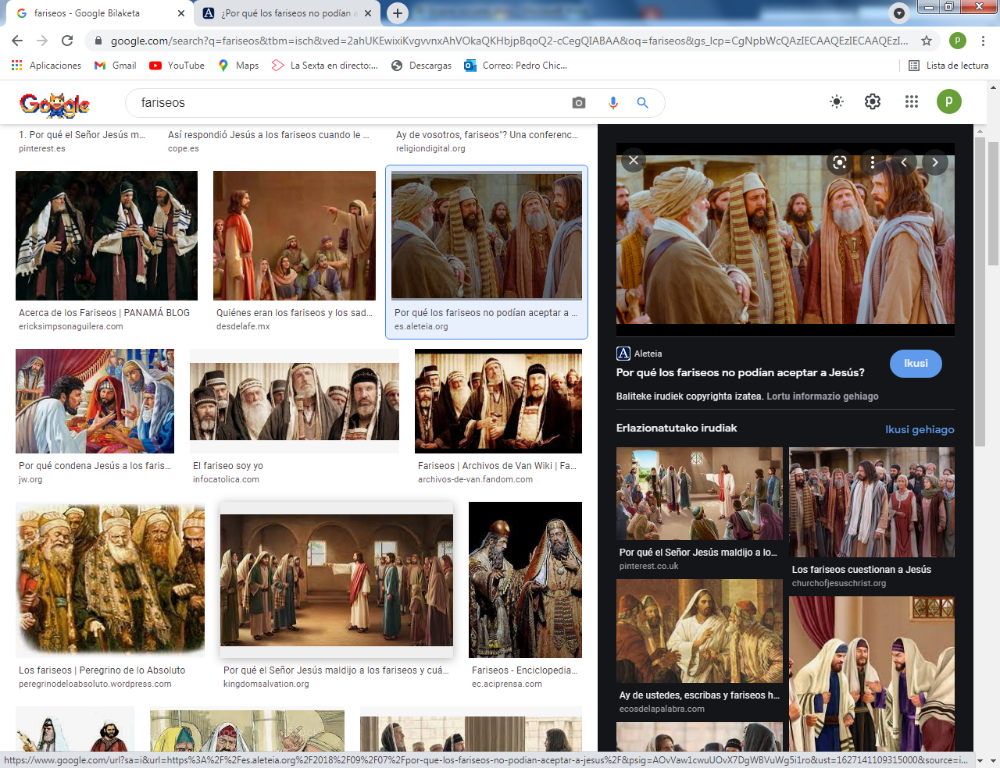 fariseos - Google Bilaketa
¿Por qué los fariseos no podían a
google.com/search?q=fariseos&tbm=isch&ved=2ahUKEwixiKvgvvnxAhVOkaQKHbjpBqoQ2-cCegQIABAA&oq=fariseos&gs_lcp=CgNpbWcQAzIECAAQEzIECAAQEzI...
p
Aplicaciones
Gmail
YouTube
Maps
La Sexta en directo:...
Descargas
Correo: Pedro Chic...
Lista de lectura
Google
fariseos
p
1. Por qué el Señor Jesús m...
pinterest.es
Así respondió Jesús a los fariseos cuando le ...
cope.es
Ay de vosotros, fariseos"? Una conferenc...
religiondigital.org
Acerca de los Fariseos | PANAMÁ BLOG
ericksimpsonaguilera.com
Quiénes eran los fariseos y los sad...
desdelafe.mx
Por qué los fariseos no podían aceptar a ...
es.aleteia.org
Por qué condena Jesús a los faris...
jw.org
El fariseo soy yo
infocatolica.com
Fariseos | Archivos de Van Wiki | Fa...
archivos-de-van.fandom.com
Los fariseos | Peregrino de lo Absoluto
peregrinodeloabsoluto.wordpress.com
Por qué el Señor Jesús maldijo a los fariseos y cuá...
kingdomsalvation.org
Fariseos - Enciclopedia...
ec.aciprensa.com
A Aleteia
Por qué los fariseos no podían aceptar a Jesús?
Ikusi
Baliteke irudiek copyrighta izatea. Lortu informazio gehiago
Erlazionatutako irudiak
Ikusi gehiago
Por qué el Señor Jesús maldijo a lo...
pinterest.co.uk
Los fariseos cuestionan a Jesús
churchofjesuschrist.org
Ay de ustedes, escribas y fariseos h...
ecosdelapalabra.com
https://www.google.com/url?sa=i&url=https%3A%2F%2Fes.aleteia.org%2F2018%2F09%2F07%2Fpor-que-los-fariseos-no-podian-aceptar-a-jesus%2F&psig=AOvVaw1cwuUOvX7DgWBVuWg5i1ro&ust=1627141109315000&source=i...